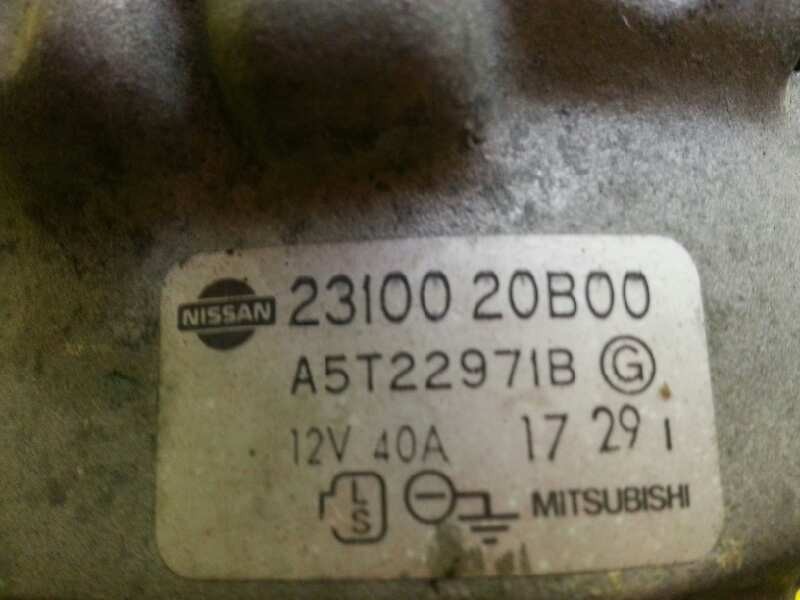 NISSAN 23100 20B00
A5T22971B G
12V 40A 17 29 1
L S MITSUBISHI